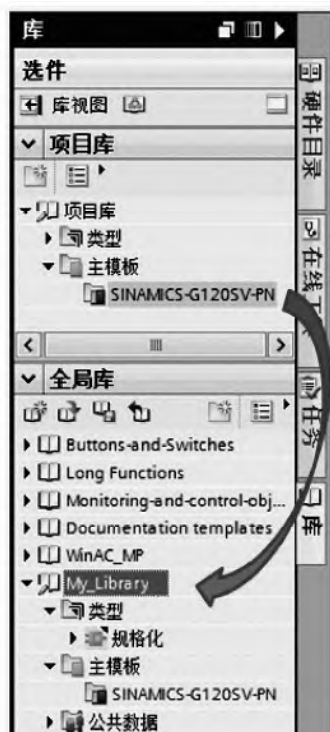 库
选件
库视图
项目库
项目库
类型
主模板
SINAMICS-G120SV-PN
全局库
Buttons-and-Switches
Long Functions
Monitoring-and-control-obj...
Documentation templates
WinAC_MP
My_Library
类型
规格化
主模板
SINAMICS-G120SV-PN
公共数据
硬件目录
在线工
任务
库